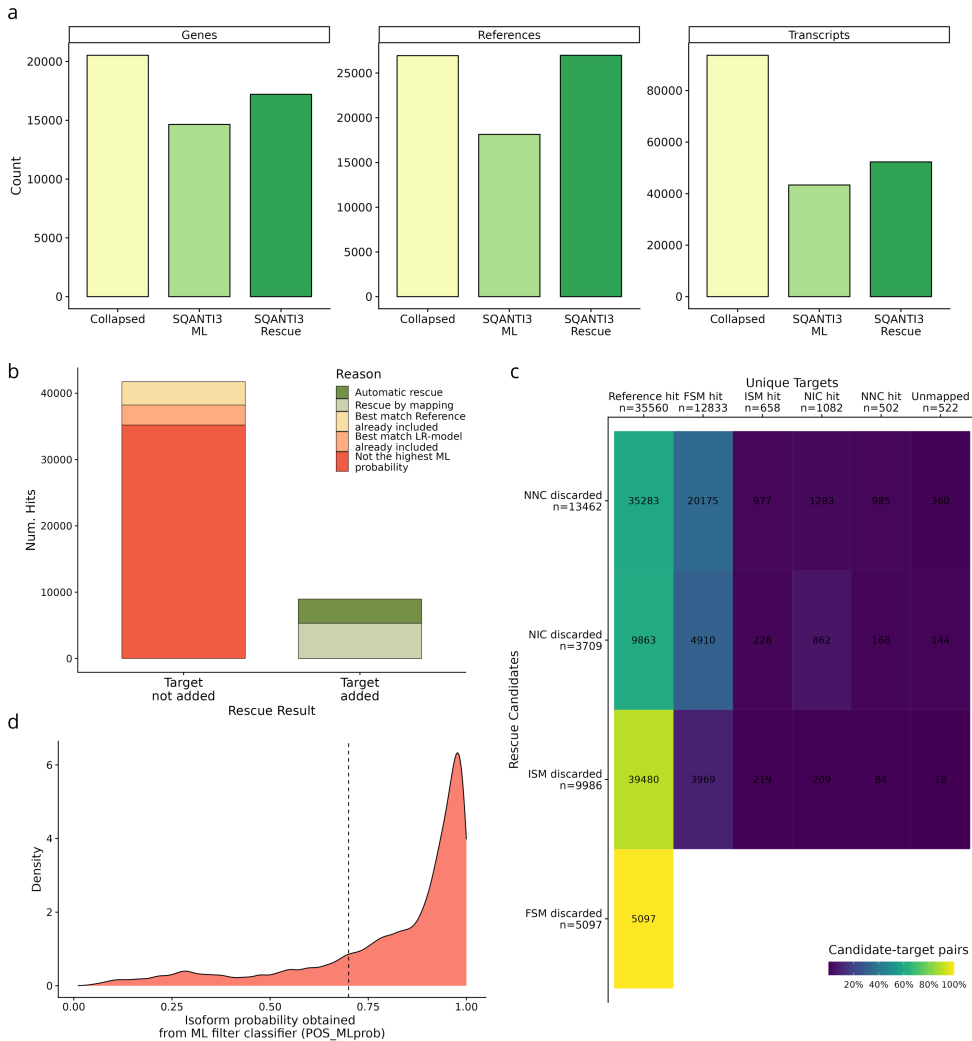 a
Genes
References
Transcripts
Count
20000
15000
10000
5000
0
25000
20000
15000
10000
5000
0
80000
60000
40000
20000
0
Collapsed
SQANTI3
ML
SQANTI3
Rescue
Collapsed
SQANTI3
ML
SQANTI3
Rescue
Collapsed
SQANTI3
ML
SQANTI3
Rescue
b
Num. Hits
40000
30000
20000
10000
0
Reason
Automatic rescue
Rescue by mapping
Best match Reference
already included
Best match LR-model
already included
Not the highest ML
probability
Target
not added
Target
added
Rescue Result
c
Unique Targets
Reference hit
n=35560
FSM hit
n=12833
ISM hit
n=658
NIC hit
n=1082
NNC hit
n=502
Unmapped
n=522
Rescue Candidates
NNC discarded
n=13462
35283 20175 977 1283 985 360
NIC discarded
n=3709
9863 4910 228 862 168 144
ISM discarded
n=9986
39480 3969 219 209 84 18
FSM discarded
n=5097
5097
Candidate-target pairs
20% 40% 60% 80% 100%
d
Density
6
4
2
0
0.00 0.25 0.50 0.75 1.00
Isoform probability obtained
from ML filter classifier (POS_MLprob)